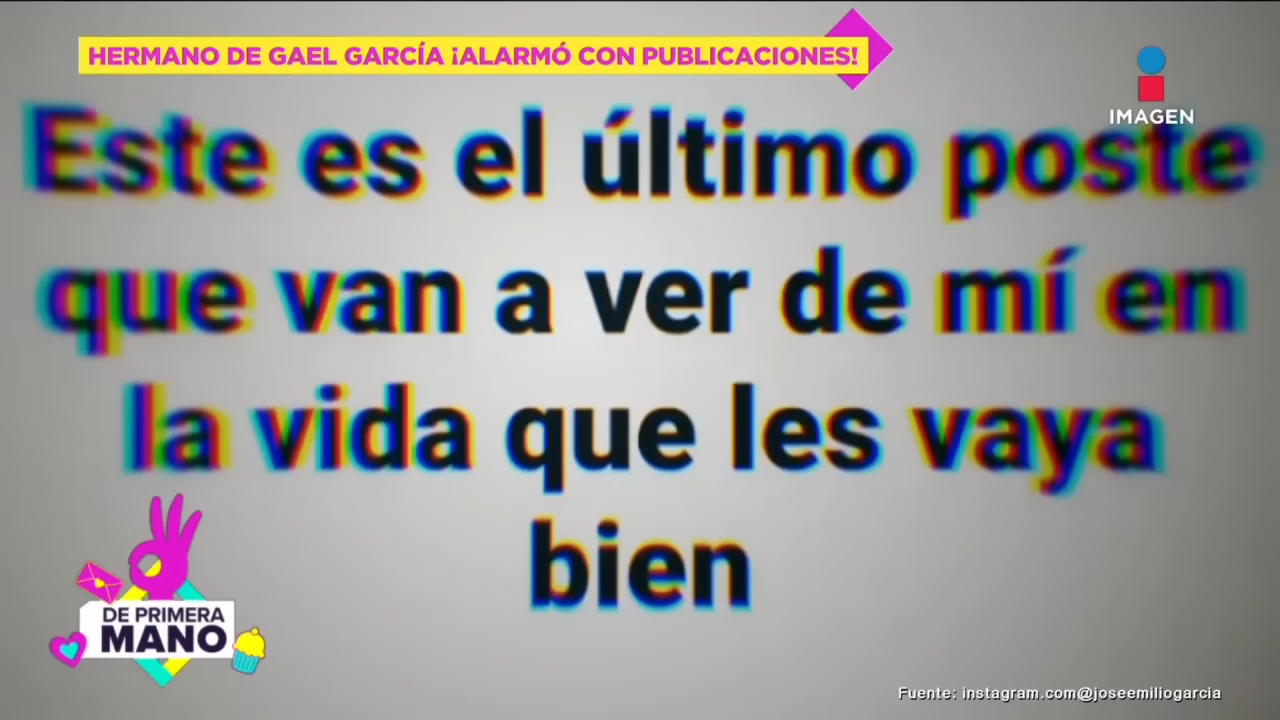 HERMANO DE GAEL GARCÍA ¡ALARMÓ CON PUBLICACIONES!
IMAGEN
Este es el último poste
que van a ver de mí en
la vida que les vaya
bien
DE PRIMERA
MANO
Fuente: instagram.com@joseemiliogarcia